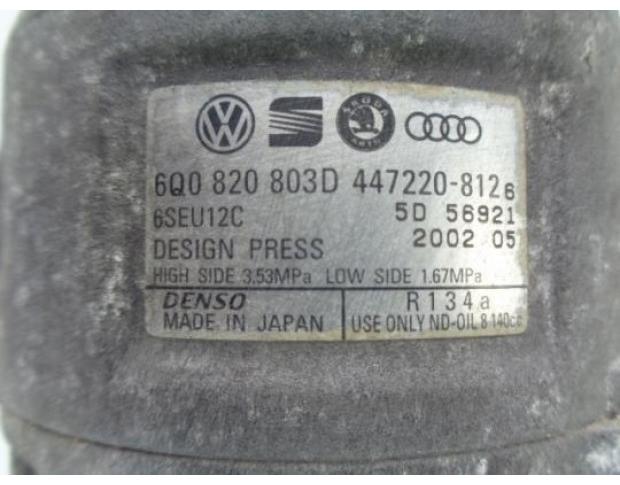 ŠKODA
6Q0 820 803D 447220-8126
6SEU12C 5D 56921
DESIGN PRESS 2002 05
HIGH SIDE 3.53MPa LOW SIDE 1.67MPa
DENSO R134a
MADE IN JAPAN USE ONLY ND-OIL 8 140cc